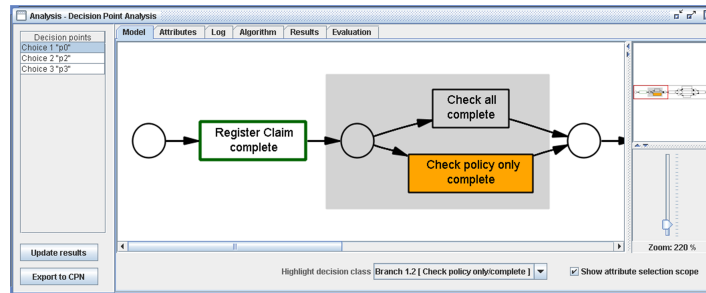 Analysis - Decision Point Analysis
Decision points
Choice 1 "p0"
Choice 2 "p2"
Choice 3 "p3"
Update results
Export to CPN
Model Attributes Log Algorithm Results Evaluation
Register Claim
complete
Check all
complete
Check policy only
complete
Zoom: 220 %
Highlight decision class Branch 1.2 [ Check policy only/complete ] Show attribute selection scope